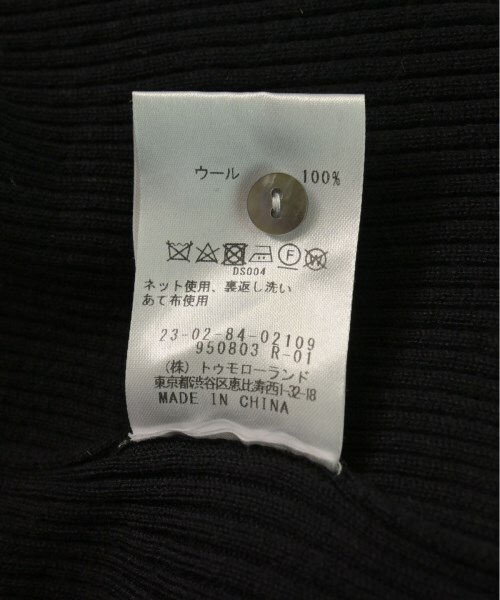 ウール 100%
F W
DS004
ネット使用、裏返し洗い
あて布使用
23-02-84-02109
950803 R-01
(株) トゥモローランド
東京都渋谷区恵比寿西1-32-18
MADE IN CHINA